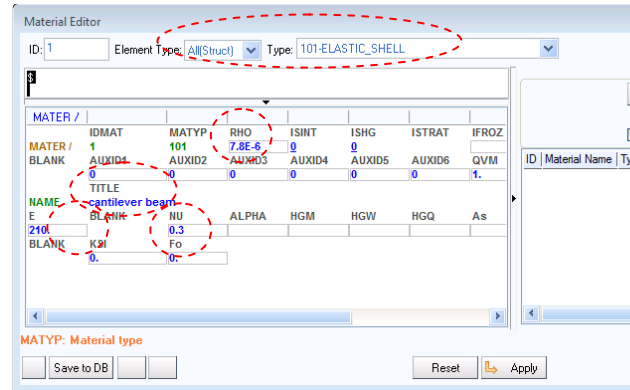 Material Editor
ID: 1 Element Type: All(Struct) Type: 101-ELASTIC_SHELL
$
MATER /
IDMAT MATYP RHO ISINT ISHG ISTRAT IFROZ
MATER / 1 101 7.8E-6 0 0
BLANK AUXID1 AUXID2 AUXID3 AUXID4 AUXID5 AUXID6 QVM
0 0 0 0 0 0 1.
TITLE
NAME cantilever beam
E BLANK NU ALPHA HGM HGW HGQ As
210. 0.3
BLANK KSI Fo
0. 0.
ID Material Name Ty
MATYP: Material type
Save to DB Reset Apply